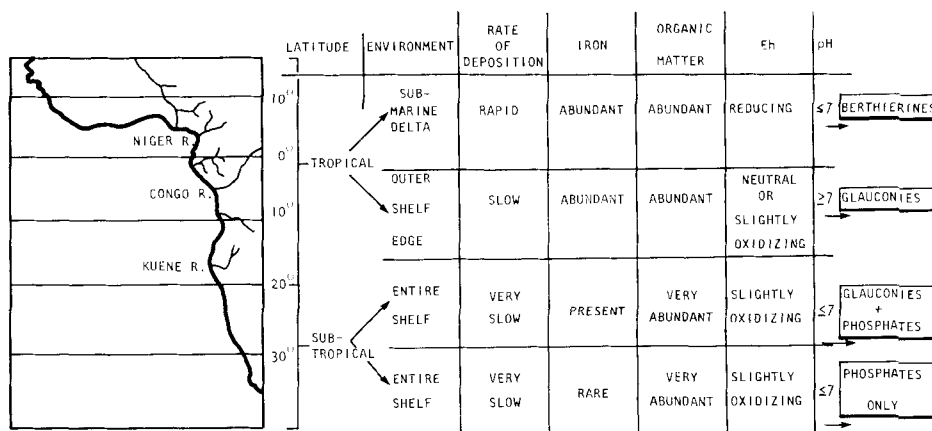 LATITUDE ENVIRONMENT RATE OF DEPOSITION IRON ORGANIC MATTER Eh pH
10°
NIGER R.
0°
CONGO R.
10°
KUENE R.
20°
30°
TROPICAL
SUB-
MARINE
DELTA
RAPID ABUNDANT ABUNDANT REDUCING ≤7 BERTHIERINES
OUTER
SHELF
EDGE
SLOW ABUNDANT ABUNDANT
NEUTRAL
OR
SLIGHTLY
OXIDIZING
≥7 GLAUCONIES
SUB-
TROPICAL
ENTIRE
SHELF
VERY
SLOW
PRESENT
VERY
ABUNDANT
SLIGHTLY
OXIDIZING
≤7
GLAUCONIES
+
PHOSPHATES
ENTIRE
SHELF
VERY
SLOW
RARE
VERY
ABUNDANT
SLIGHTLY
OXIDIZING
≤7
PHOSPHATES
ONLY